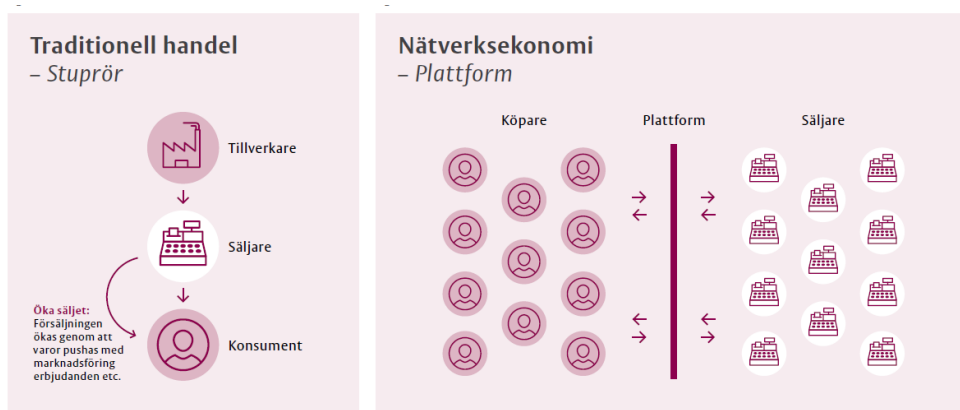 Traditionell handel
– Stuprör
Tillverkare
Säljare
Öka säljet:
Försäljningen
ökas genom att
varor pushas med
marknadsföring
erbjudanden etc.
Konsument
Nätverksekonomi
– Plattform
Köpare
Plattform
Säljare